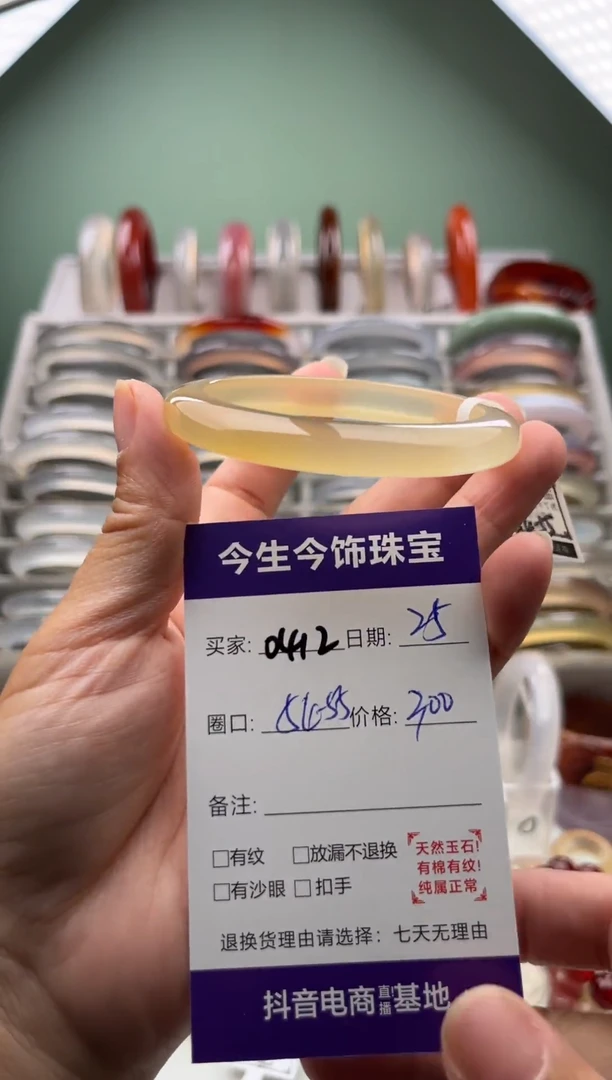 今生今饰珠宝
买家: 0442 日期: 25
圈口: 54-55 价格: 300
备注:
□有纹 □放漏不退换
□有沙眼 □扣手
天然玉石!
有棉有纹!
纯属正常
退换货理由请选择：七天无理由
抖音电商直播基地